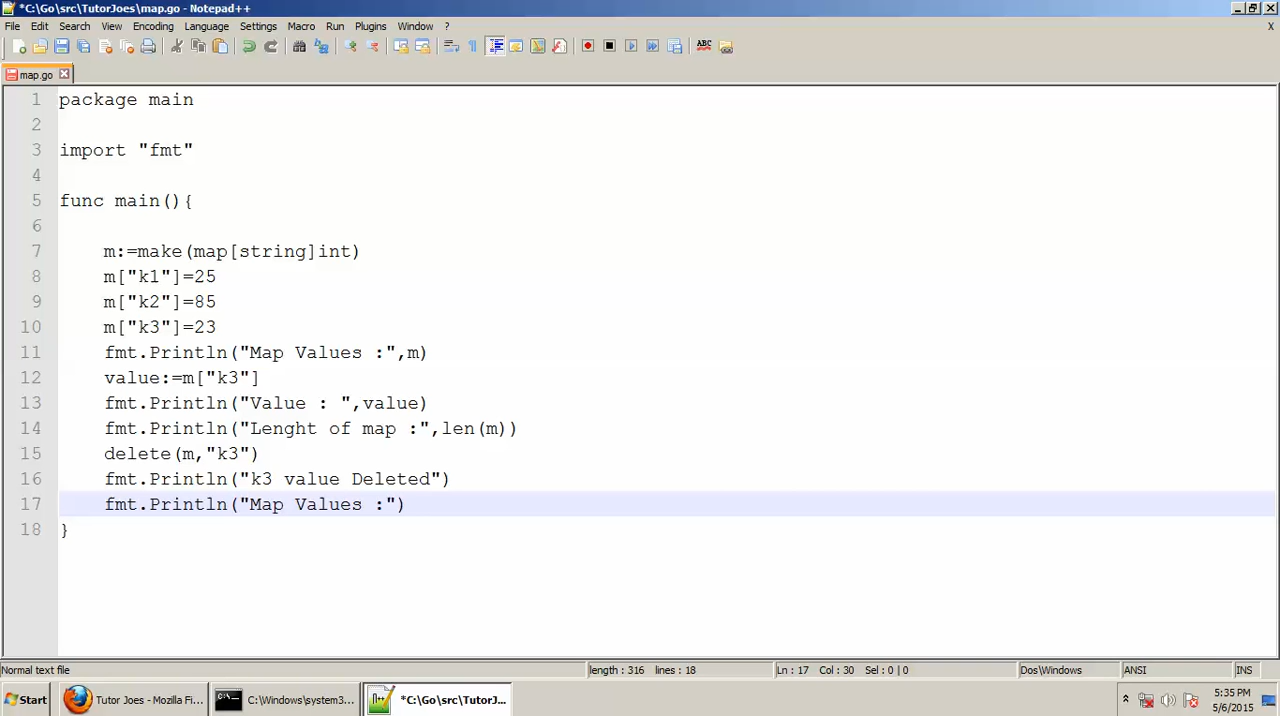 *C:\Go\src\TutorJoes\map.go - Notepad++
File Edit Search View Encoding Language Settings Macro Run Plugins Window ? X
ABC
map.go
1 package main
2
3 import "fmt"
4
5 func main(){
6
7 m:=make(map[string]int)
8 m["k1"]=25
9 m["k2"]=85
10 m["k3"]=23
11 fmt.Println("Map Values :",m)
12 value:=m["k3"]
13 fmt.Println("Value : ",value)
14 fmt.Println("Lenght of map :",len(m))
15 delete(m,"k3")
16 fmt.Println("k3 value Deleted")
17 fmt.Println("Map Values :")
18 }
Normal text file length : 316 lines : 18 Ln : 17 Col : 30 Sel : 0 | 0 Dos\Windows ANSI INS
Start Tutor Joes - Mozilla Fi... C:\Windows\system3... *C:\Go\src\TutorJ... 5:35 PM
5/6/2015